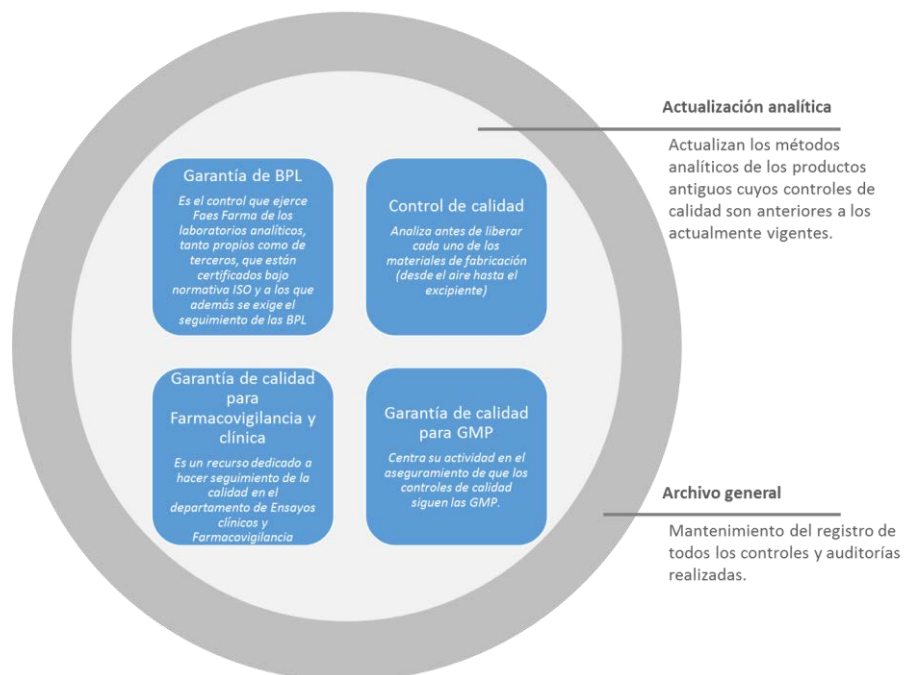 Actualización analítica
Actualizan los métodos
analíticos de los productos
antiguos cuyos controles de
calidad son anteriores a los
actualmente vigentes.
Garantía de BPL
Es el control que ejerce
Faes Farma de los
laboratorios analíticos,
tanto propios como de
terceros, que están
certificados bajo
normativa ISO y a los que
además se exige el
seguimiento de las BPL
Control de calidad
Analiza antes de liberar
cada uno de los
materiales de fabricación
(desde el aire hasta el
excipiente)
Garantía de calidad
para
Farmacovigilancia y
clínica
Es un recurso dedicado a
hacer seguimiento de la
calidad en el
departamento de Ensayos
clínicos y
Farmacovigilancia
Garantía de calidad
para GMP
Centra su actividad en el
aseguramiento de que los
controles de calidad
siguen las GMP.
Archivo general
Mantenimiento del registro de
todos los controles y auditorías
realizadas.